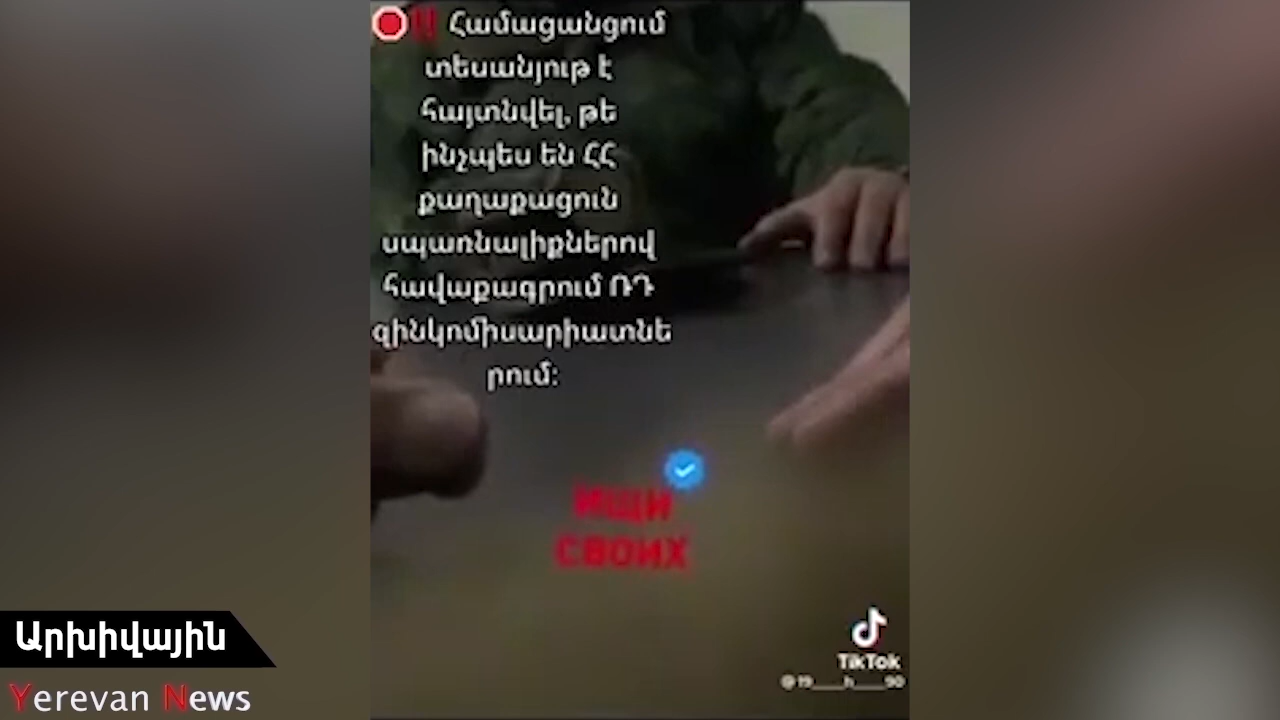 Համացանցում
տեսանյութ է
հայտնվել, թե
ինչպես են ՀՀ
քաղաքացուն
սպառնալիքներով
հավաքագրում ՌԴ
զինկոմիսարիատնե
րում:
ИЩИ
СВОИХ
TikTok
@19____h____90
Արխիվային
Yerevan News